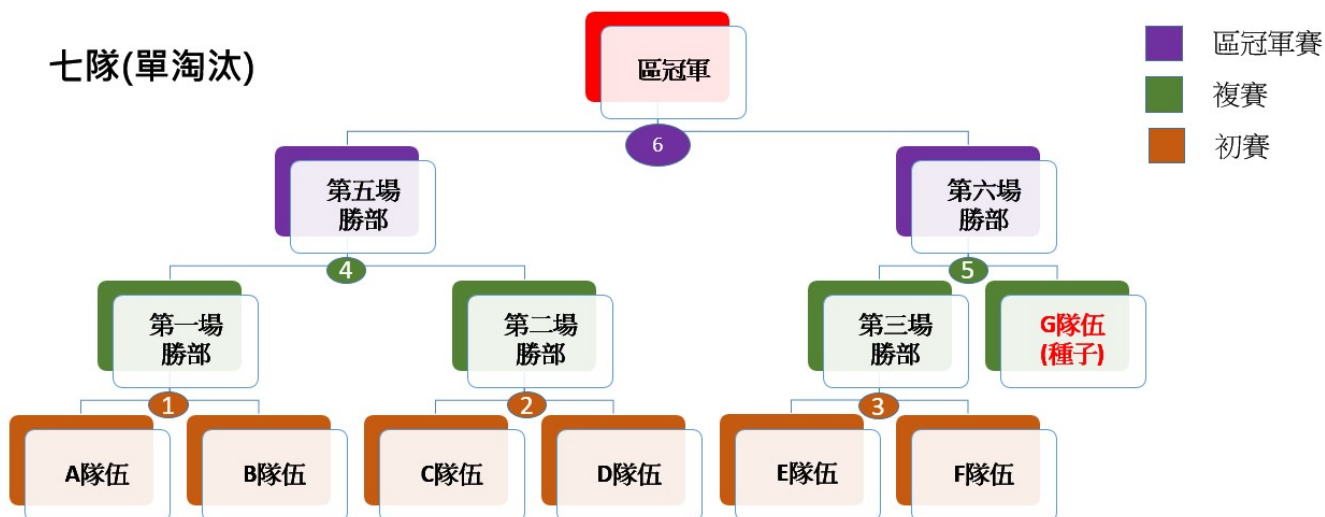 七隊(單淘汰)
區冠軍
區冠軍賽
複賽
初賽
6
第五場
勝部
第六場
勝部
4
5
第一場
勝部
第二場
勝部
第三場
勝部
G隊伍
(種子)
1
2
3
A隊伍
B隊伍
C隊伍
D隊伍
E隊伍
F隊伍